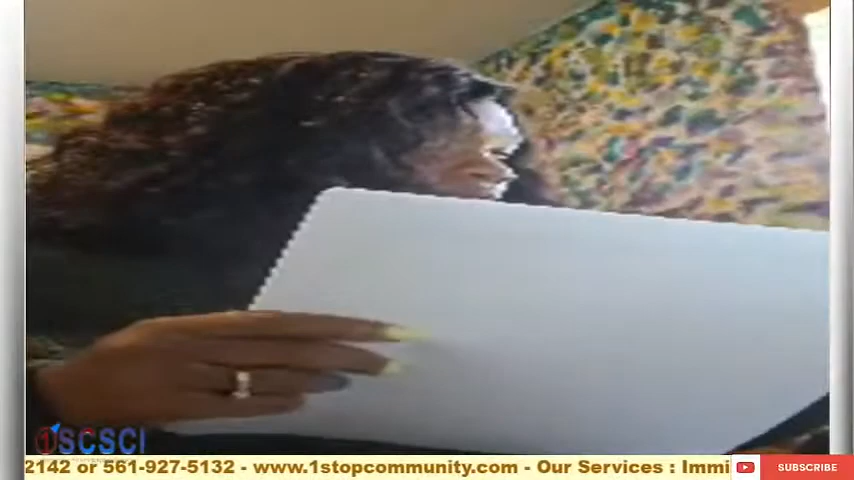 1SCSCI
2142 or 561-927-5132 - www.1stopcommunity.com - Our Services : Immi
SUBSCRIBE